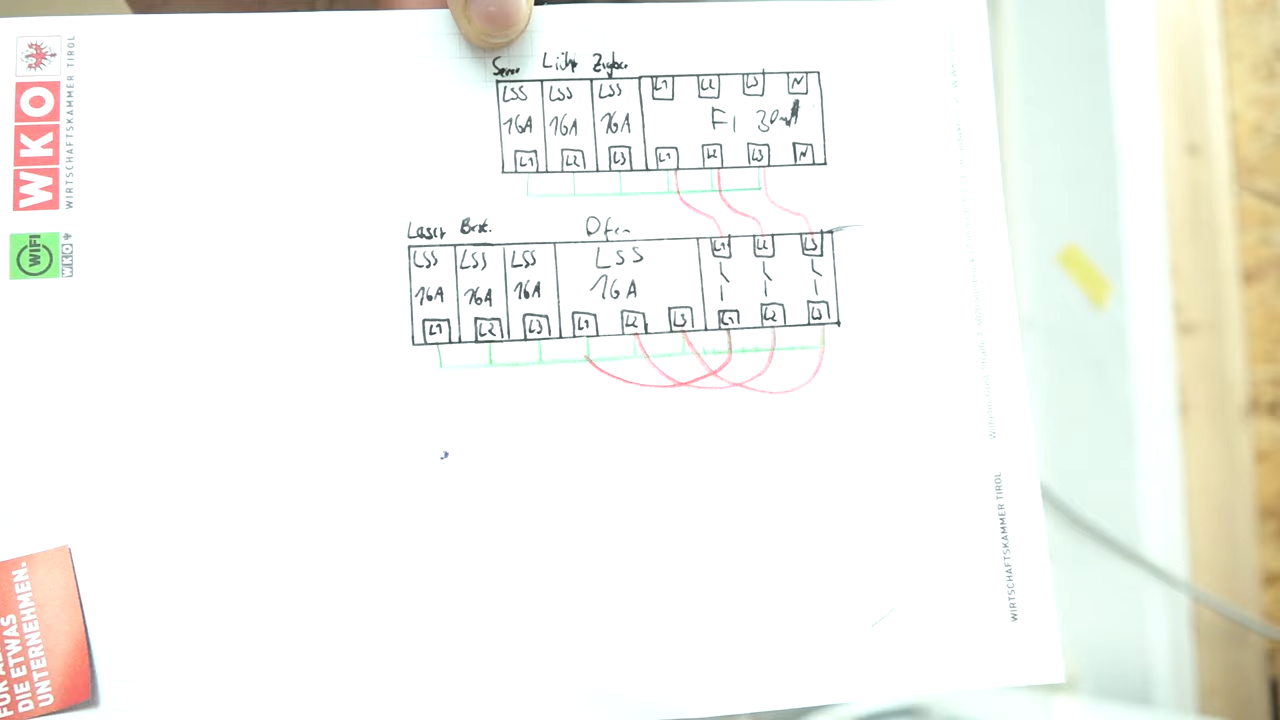 WKO
WIRTSCHAFTSKAMMER TIROL
WIFI
WKO
Licht
LSS LSS LSS L1 L2 L3 N
16A 16A 16A FI 30mA
L1 L2 L3 L1 L2 L3 N
Laser Ofen
LSS LSS LSS LSS L1 L2 L3
16A 16A 16A 16A
L1 L2 L3 L1 L2 L3 L1 L2 L3
WIRTSCHAFTSKAMMER TIROL
DIE ETWAS
UNTERNEHMEN.